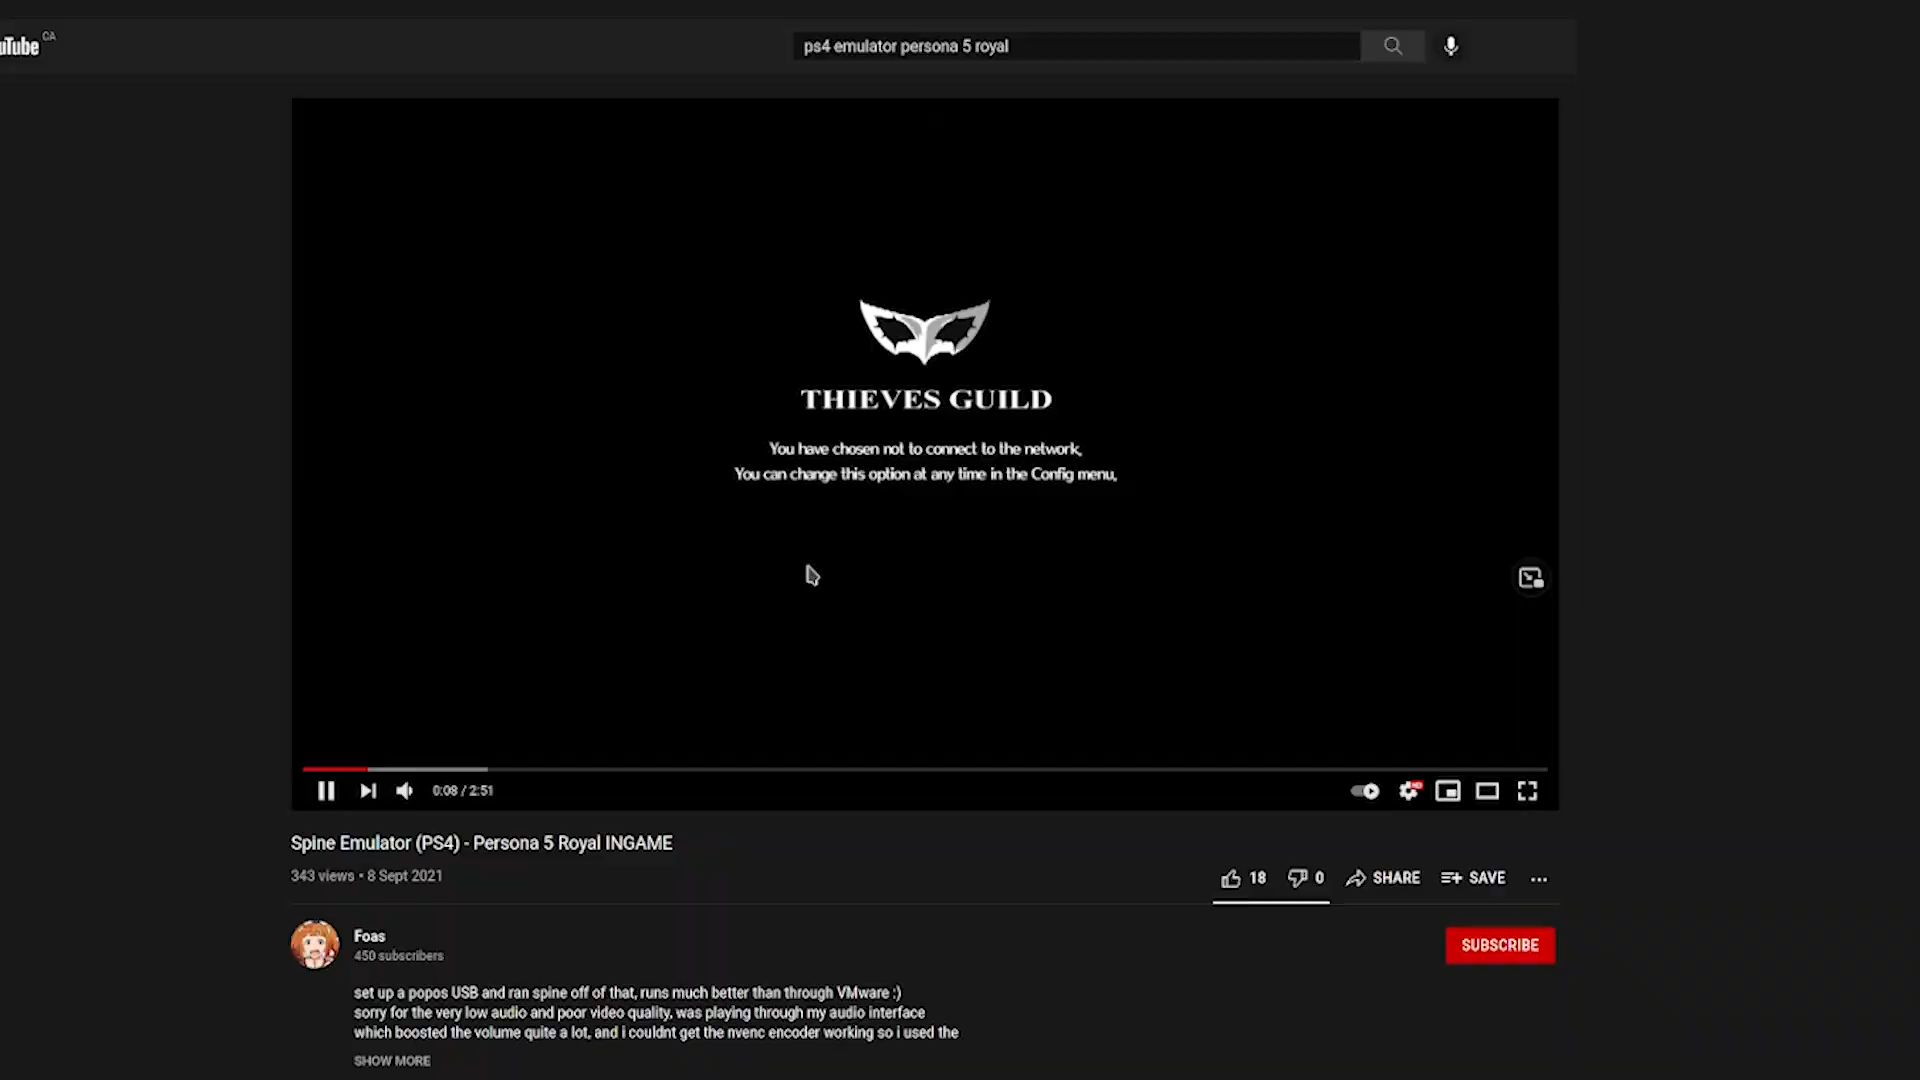 uTube CA
ps4 emulator persona 5 royal
THIEVES GUILD
You have chosen not to connect to the network.
You can change this option at any time in the Config menu.
0:08 / 2:51
HD
Spine Emulator (PS4) - Persona 5 Royal INGAME
343 views • 8 Sept 2021
18 0 SHARE SAVE
Foas
450 subscribers
SUBSCRIBE
set up a popos USB and ran spine off of that, runs much better than through VMware :)
sorry for the very low audio and poor video quality, was playing through my audio interface
which boosted the volume quite a lot, and i couldnt get the nvenc encoder working so i used the
SHOW MORE